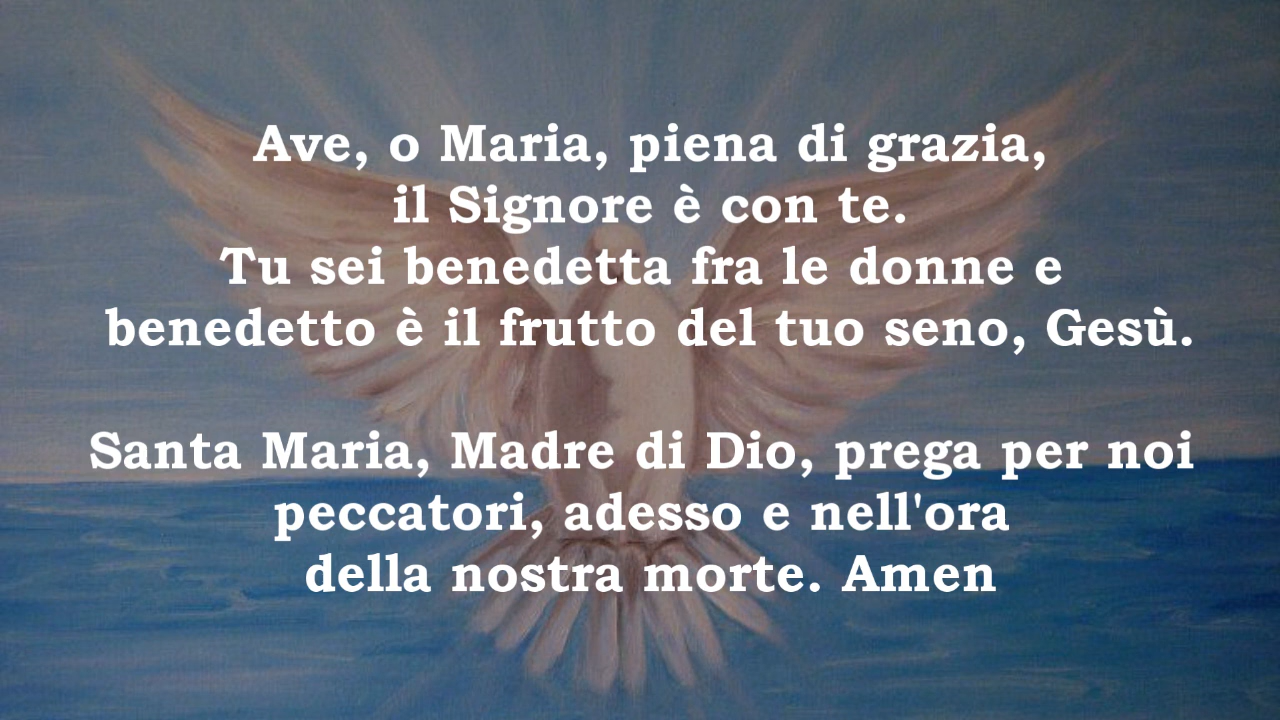 Ave, o Maria, piena di grazia,
il Signore è con te.
Tu sei benedetta fra le donne e
benedetto è il frutto del tuo seno, Gesù.
Santa Maria, Madre di Dio, prega per noi
peccatori, adesso e nell'ora
della nostra morte. Amen